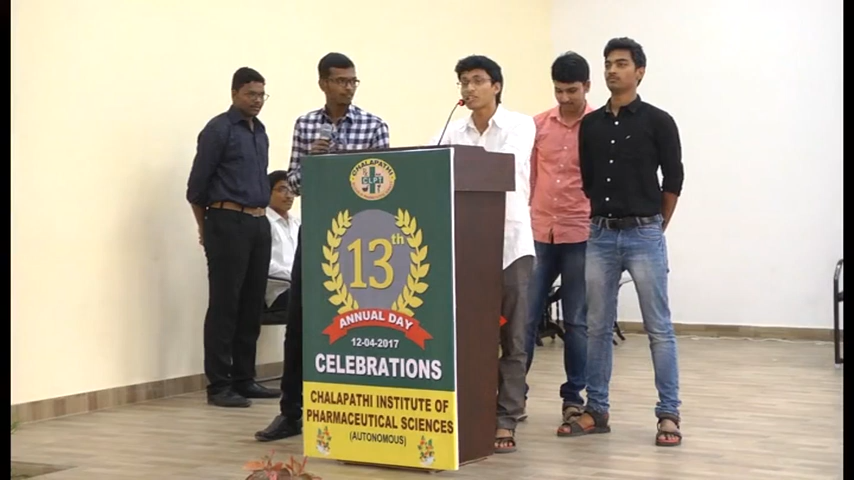 CHALAPATHI
CLPT
13th
ANNUAL DAY
12-04-2017
CELEBRATIONS
CHALAPATHI INSTITUTE OF
PHARMACEUTICAL SCIENCES
(AUTONOMOUS)